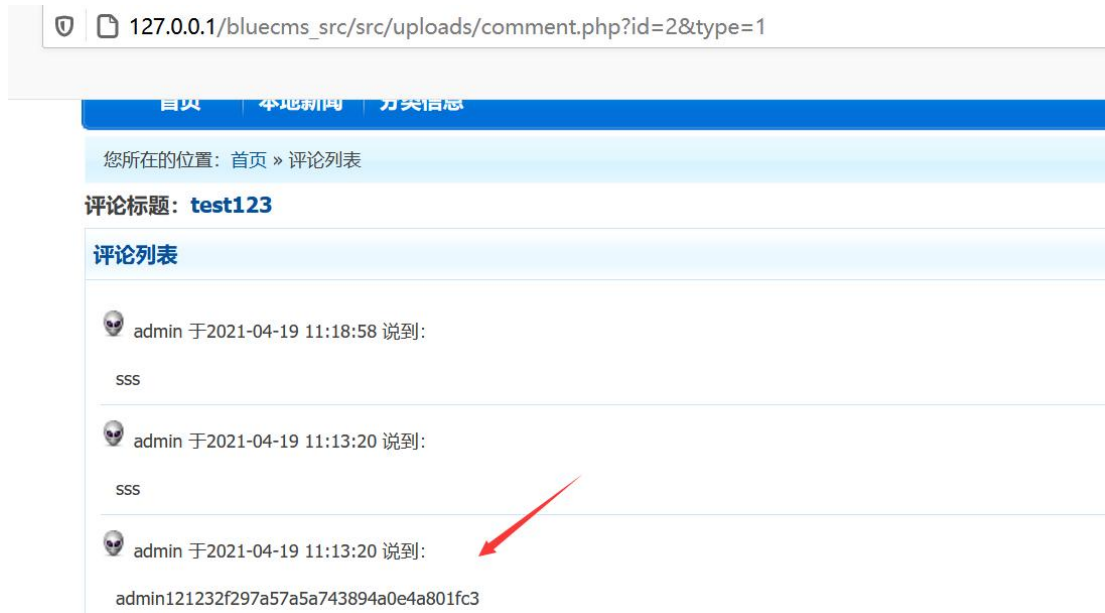 127.0.0.1/bluecms_src/src/uploads/comment.php?id=2&type=1
首页 本地新闻 分类信息
您所在的位置：首页 » 评论列表
评论标题：test123
评论列表
admin 于2021-04-19 11:18:58 说到：
sss
admin 于2021-04-19 11:13:20 说到：
sss
admin 于2021-04-19 11:13:20 说到：
admin121232f297a57a5a743894a0e4a801fc3